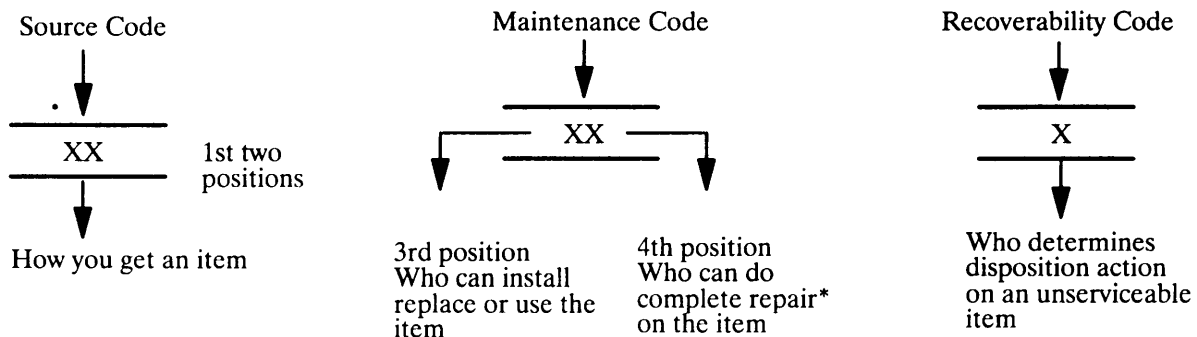 Source Code
XX
1st two
positions
How you get an item
Maintenance Code
XX
3rd position
Who can install
replace or use the
item
4th position
Who can do
complete repair*
on the item
Recoverability Code
X
Who determines
disposition action
on an unserviceable
item